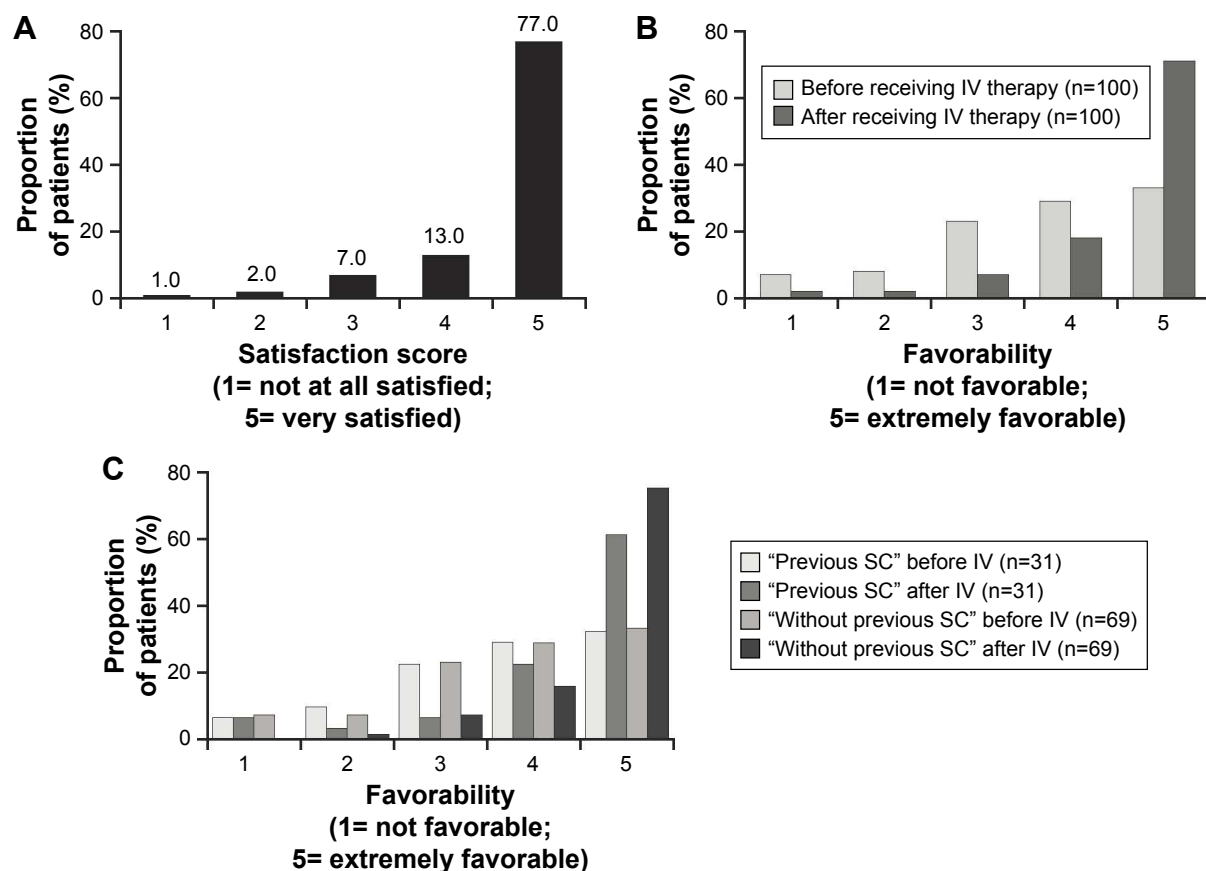 A
Proportion
of patients (%)
80
60
40
20
0
1.0
2.0
7.0
13.0
77.0
1 2 3 4 5
Satisfaction score
(1= not at all satisfied;
5= very satisfied)
B
Proportion
of patients (%)
80
60
40
20
0
Before receiving IV therapy (n=100)
After receiving IV therapy (n=100)
1 2 3 4 5
Favorability
(1= not favorable;
5= extremely favorable)
C
Proportion
of patients (%)
80
60
40
20
0
1 2 3 4 5
Favorability
(1= not favorable;
5= extremely favorable)
“Previous SC” before IV (n=31)
“Previous SC” after IV (n=31)
“Without previous SC” before IV (n=69)
“Without previous SC” after IV (n=69)